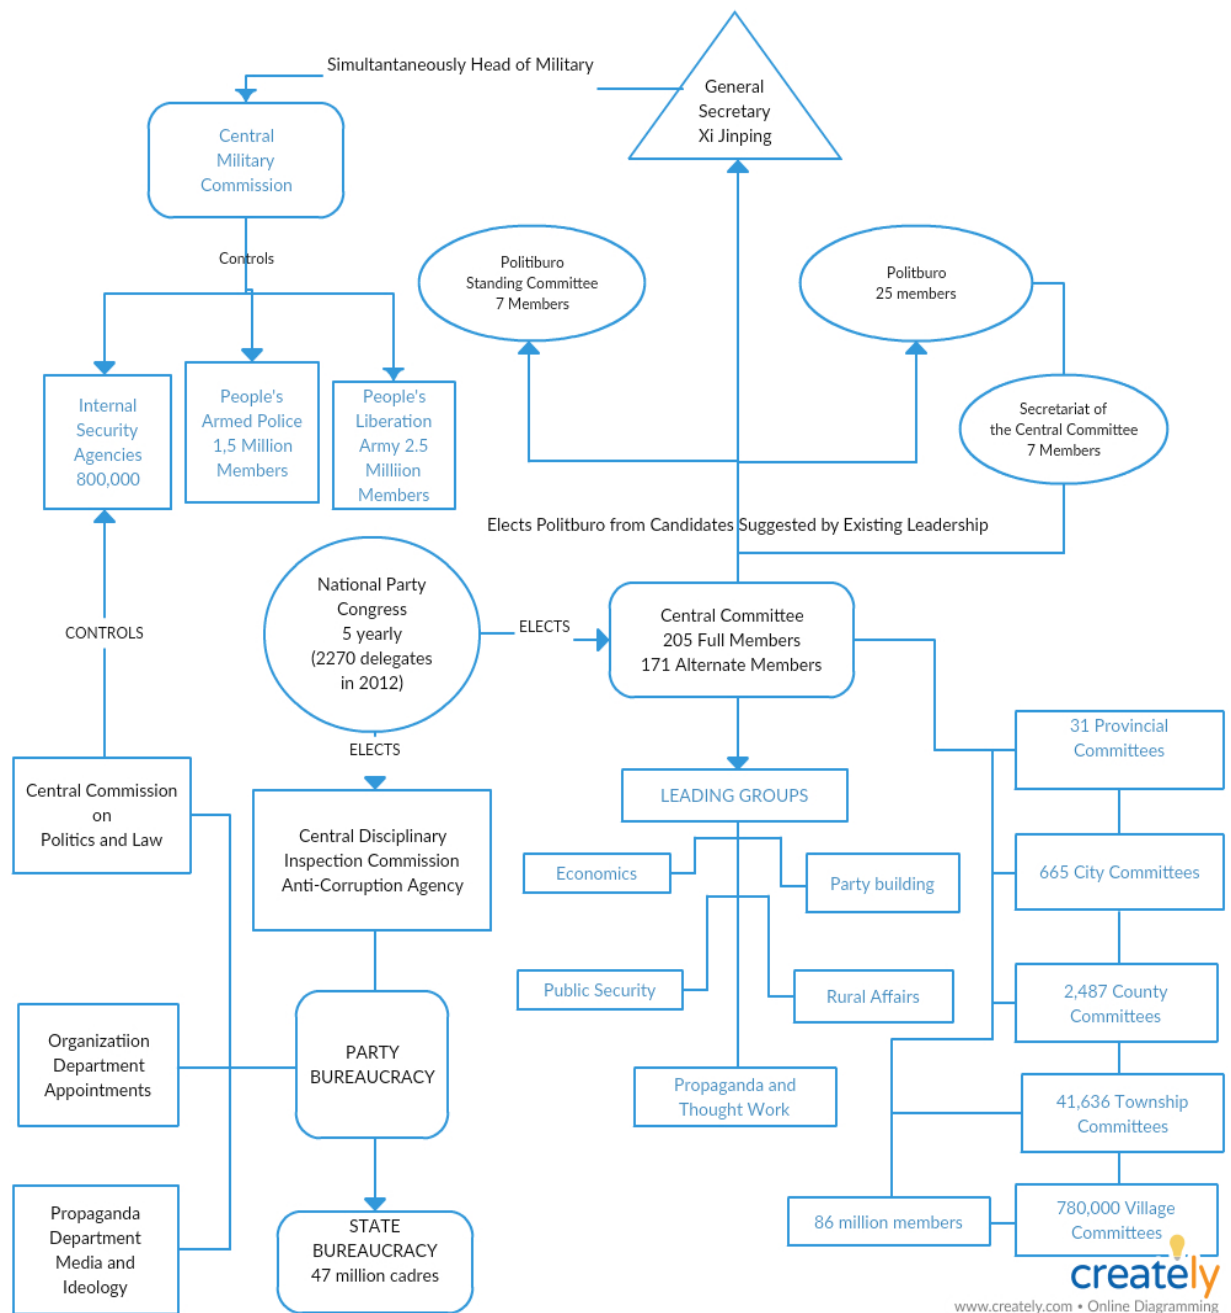 Simultantaneously Head of Military
General
Secretary
Xi Jinping
Central
Military
Commission
Controls
Politiburo
Standing Committee
7 Members
Politburo
25 members
Internal
Security
Agencies
800,000
People's
Armed Police
1,5 Million
Members
People's
Liberation
Army 2.5
Milliion
Members
Secretariat of
the Central Committee
7 Members
Elects Politburo from Candidates Suggested by Existing Leadership
National Party
Congress
5 yearly
(2270 delegates
in 2012)
ELECTS
Central Committee
205 Full Members
171 Alternate Members
CONTROLS
ELECTS
Central Commission
on
Politics and Law
Central Disciplinary
Inspection Commission
Anti-Corruption Agency
LEADING GROUPS
Economics
Party building
Public Security
Rural Affairs
Propaganda and
Thought Work
31 Provincial
Committees
665 City Committees
2,487 County
Committees
41,636 Township
Committees
780,000 Village
Committees
86 million members
Organizatiion
Department
Appointments
PARTY
BUREAUCRACY
Propaganda
Department
Media and
Ideology
STATE
BUREAUCRACY
47 million cadres
creately
www.creately.com • Online Diagramming